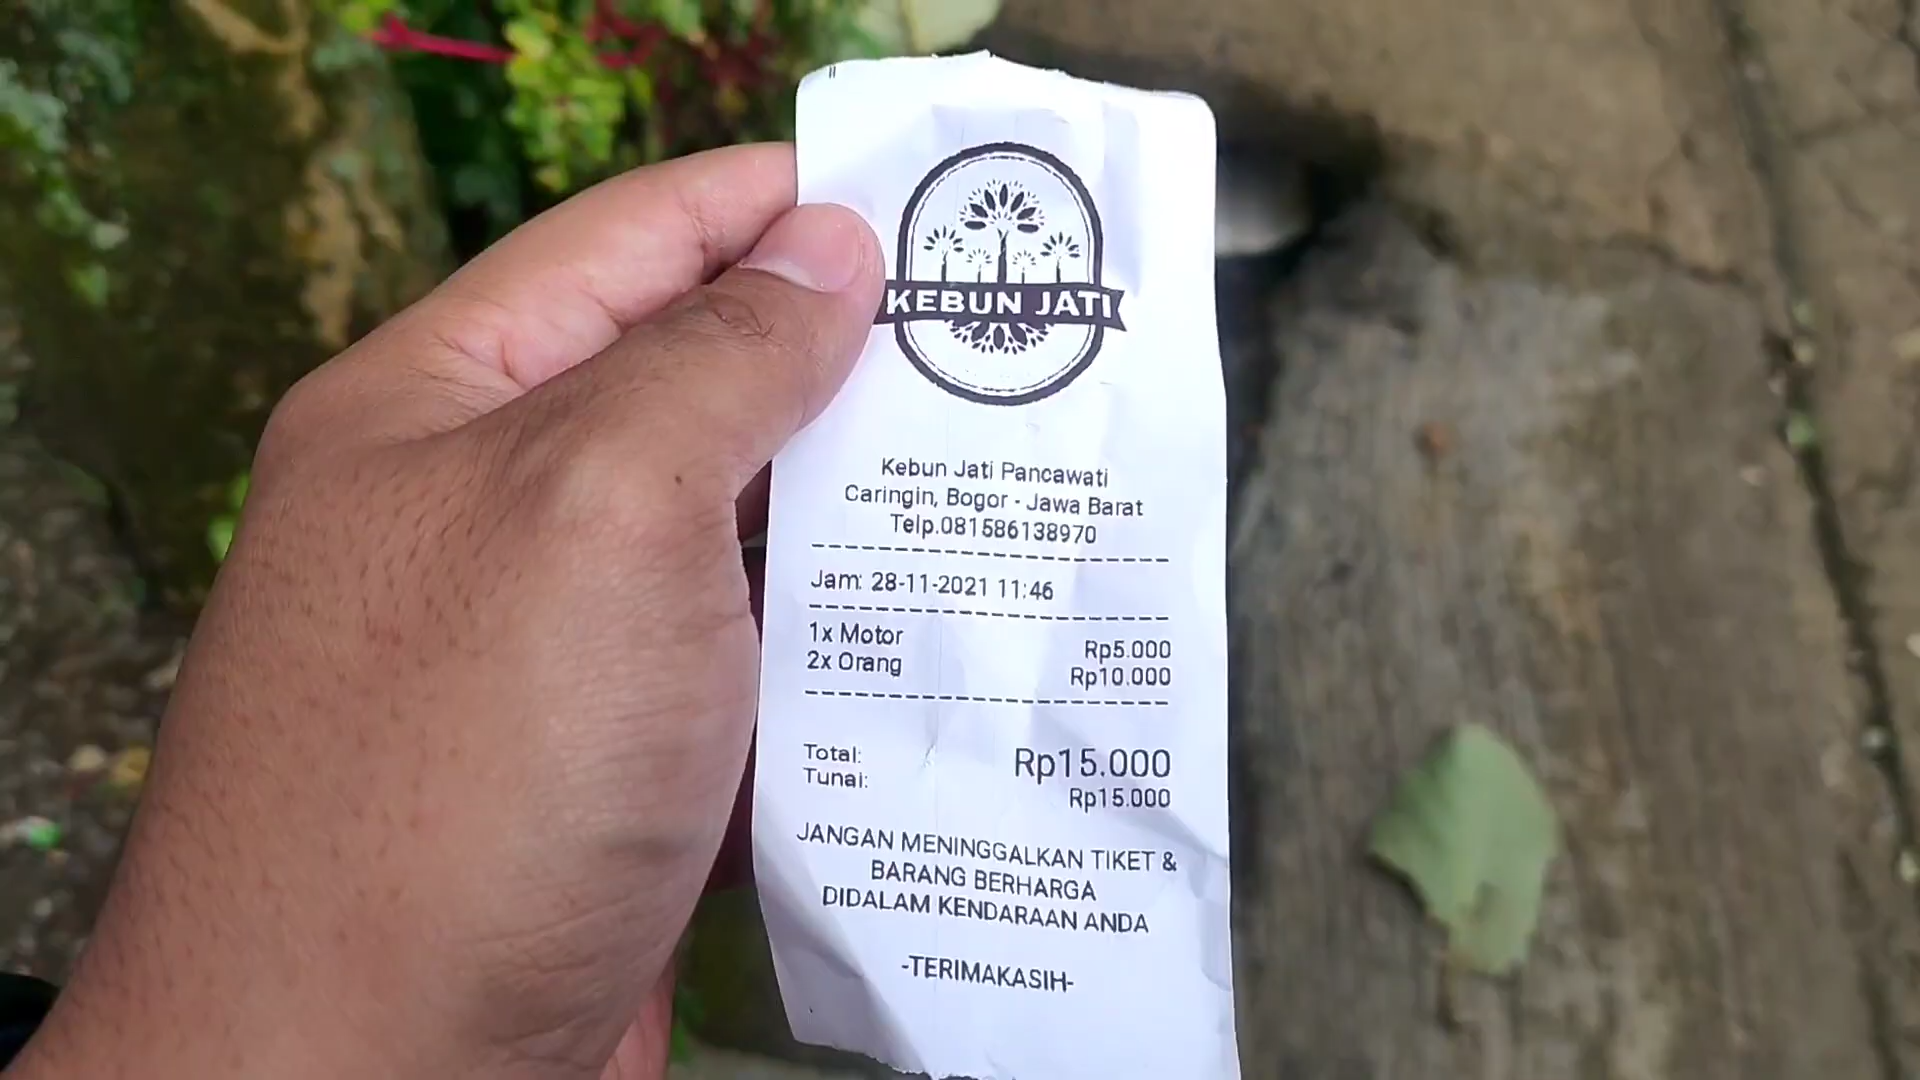 KEBUN JATI
Kebun Jati Pancawati
Caringin, Bogor - Jawa Barat
Telp.081586138970
Jam: 28-11-2021 11:46
1x Motor Rp5.000
2x Orang Rp10.000
Total: Rp15.000
Tunai: Rp15.000
JANGAN MENINGGALKAN TIKET &
BARANG BERHARGA
DIDALAM KENDARAAN ANDA
-TERIMAKASIH-